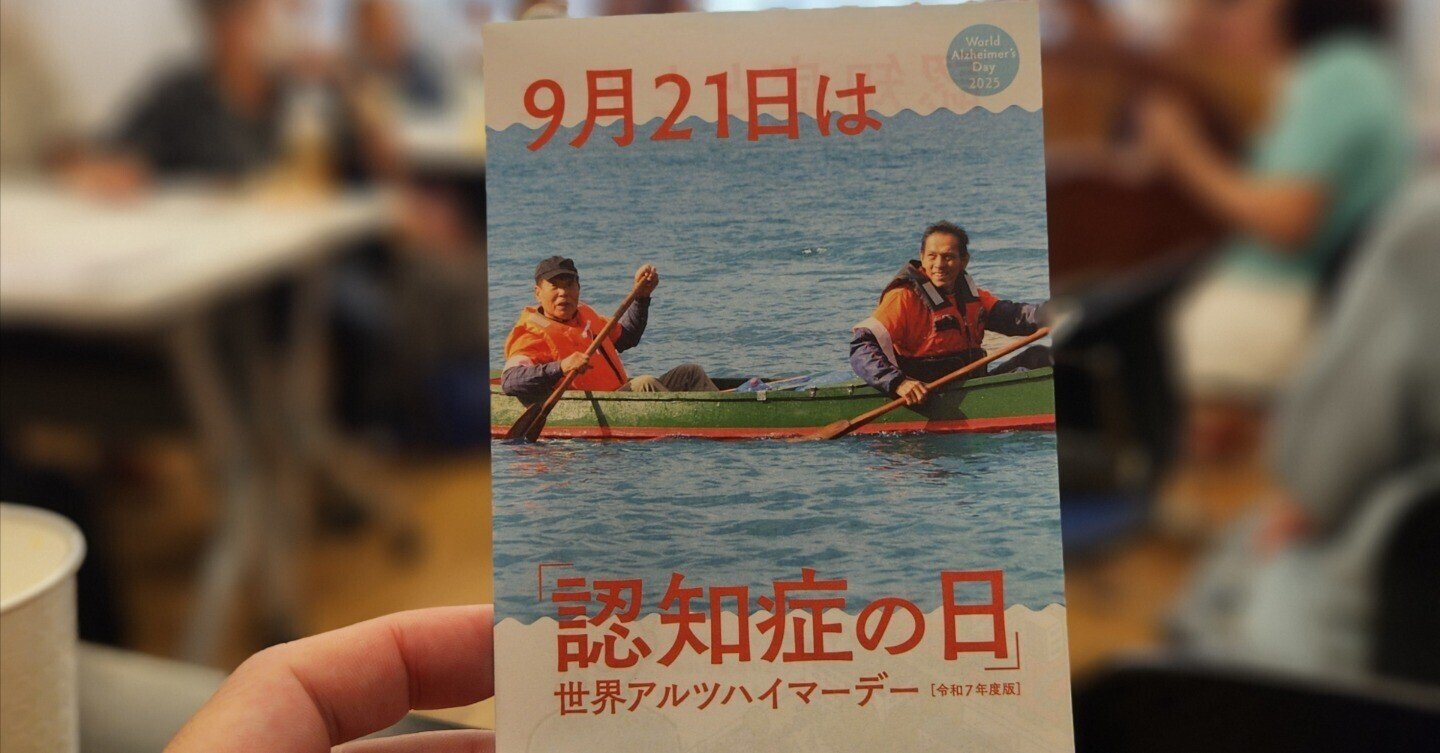 World
Alzheimer's
Day
2025
9月21日は
「認知症の日」
世界アルツハイマーデー [令和7年度版]